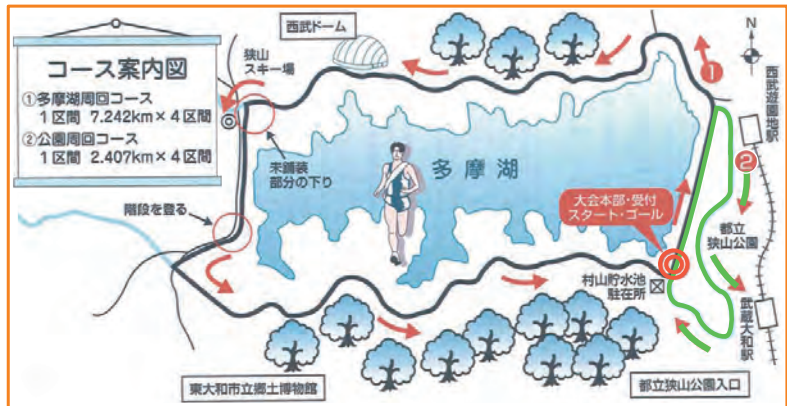 コース案内図
①多摩湖周回コース
1区間 7.242km×4区間
②公園周回コース
1区間 2.407km×4区間
西武ドーム
狭山
スキー場
N
①
西武遊園地駅
未舗装
部分の下り
多摩湖
②
階段を登る
大会本部・受付
スタート・ゴール
都立
狭山公園
村山貯水池
駐在所
武蔵大和駅
東大和市立郷土博物館
都立狭山公園入口